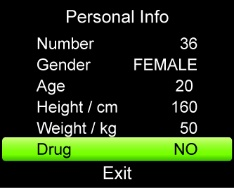 Personal Info
Number 36
Gender FEMALE
Age 20
Height / cm 160
Weight / kg 50
Drug NO
Exit